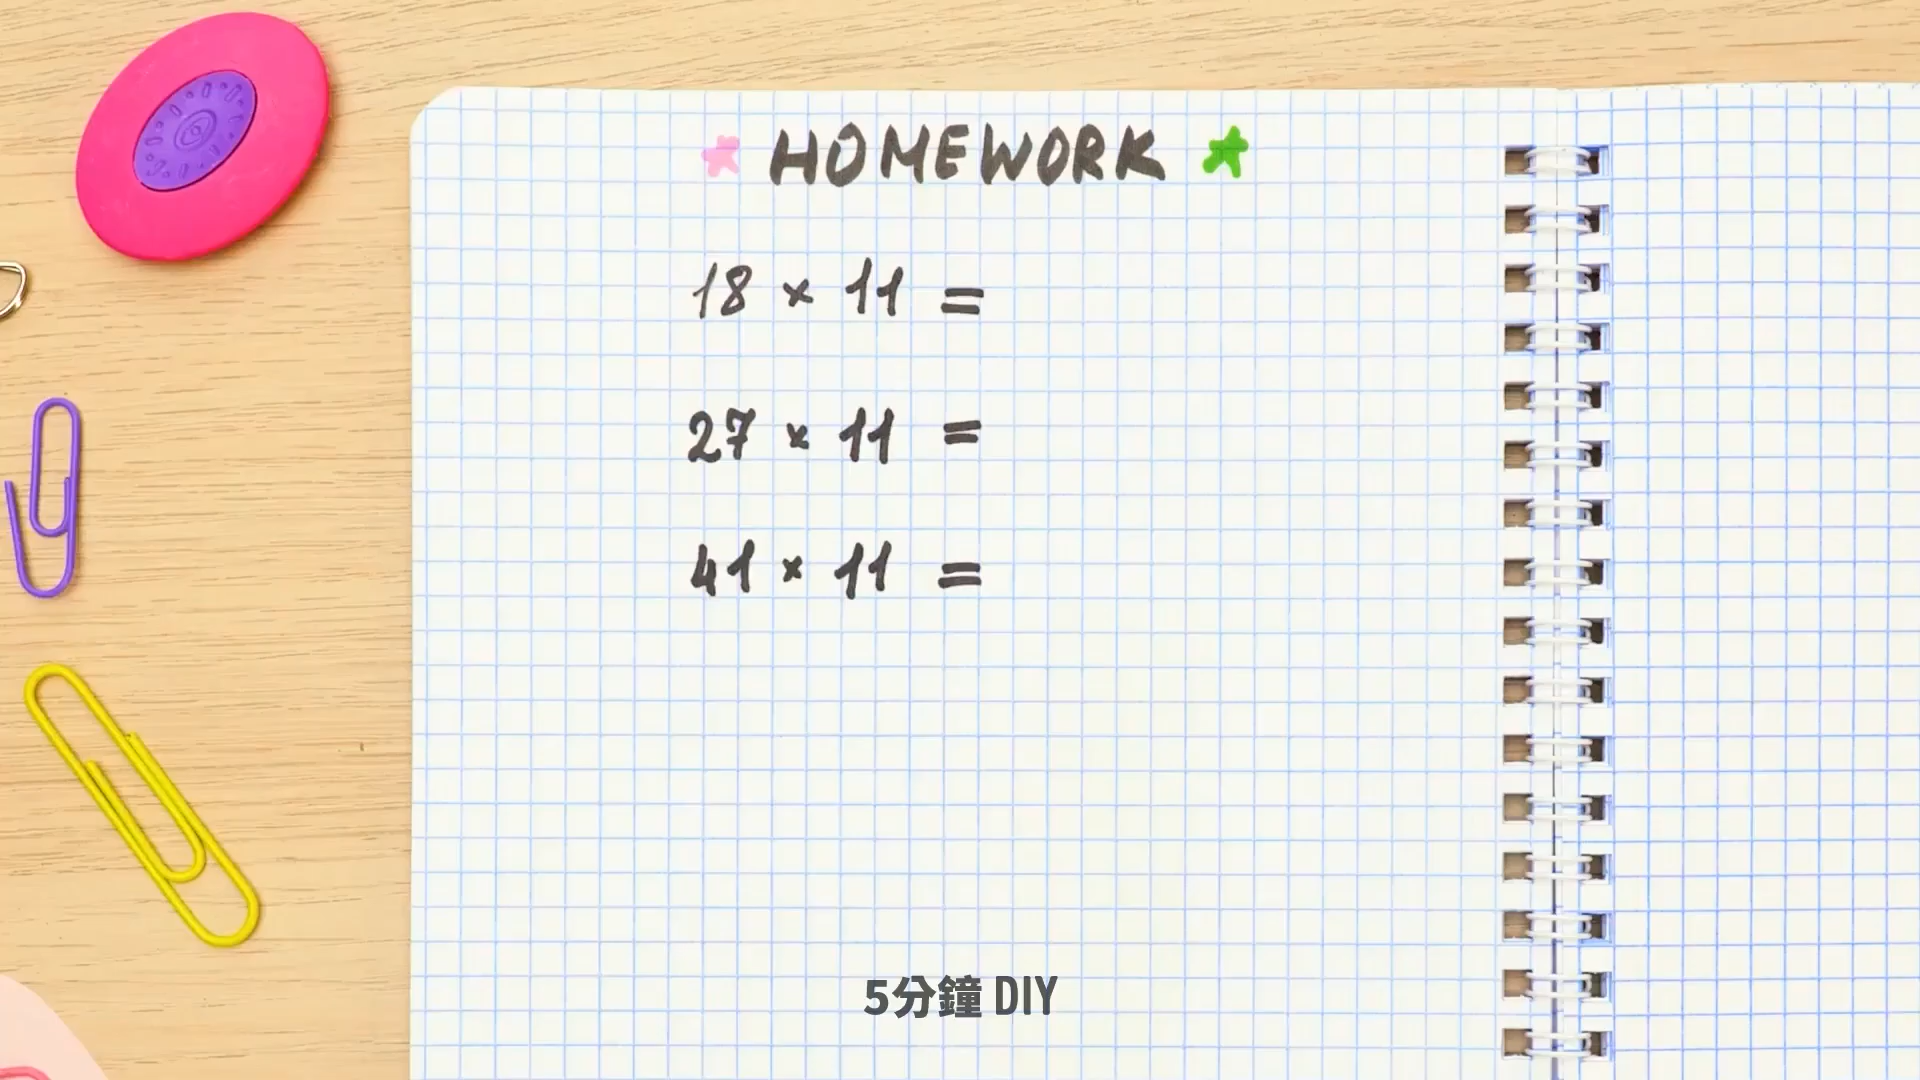 HOMEWORK
18 × 11 =
27 × 11 =
41 × 11 =
5分鐘 DIY